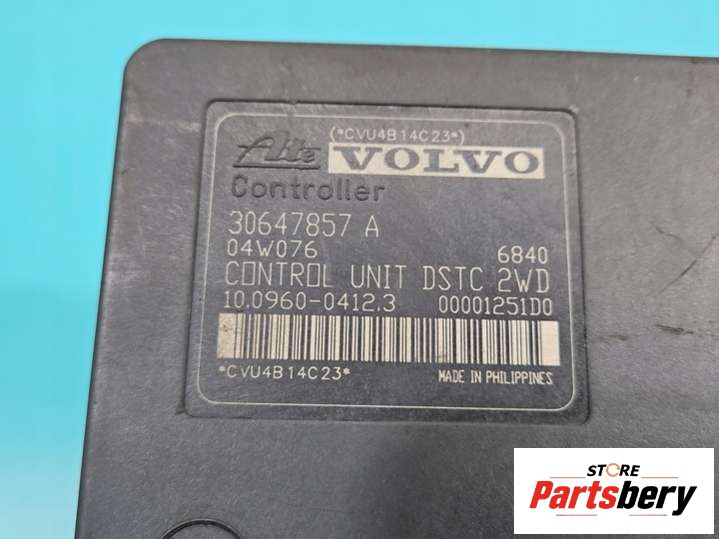 (*CVU4B14C23*)
Ate VOLVO
Controller
30647857 A
04W076 6840
CONTROL UNIT DSTC 2WD
10.0960-0412.3 00001251D0
*CVU4B14C23* MADE IN PHILIPPINES
STORE
Partsbery